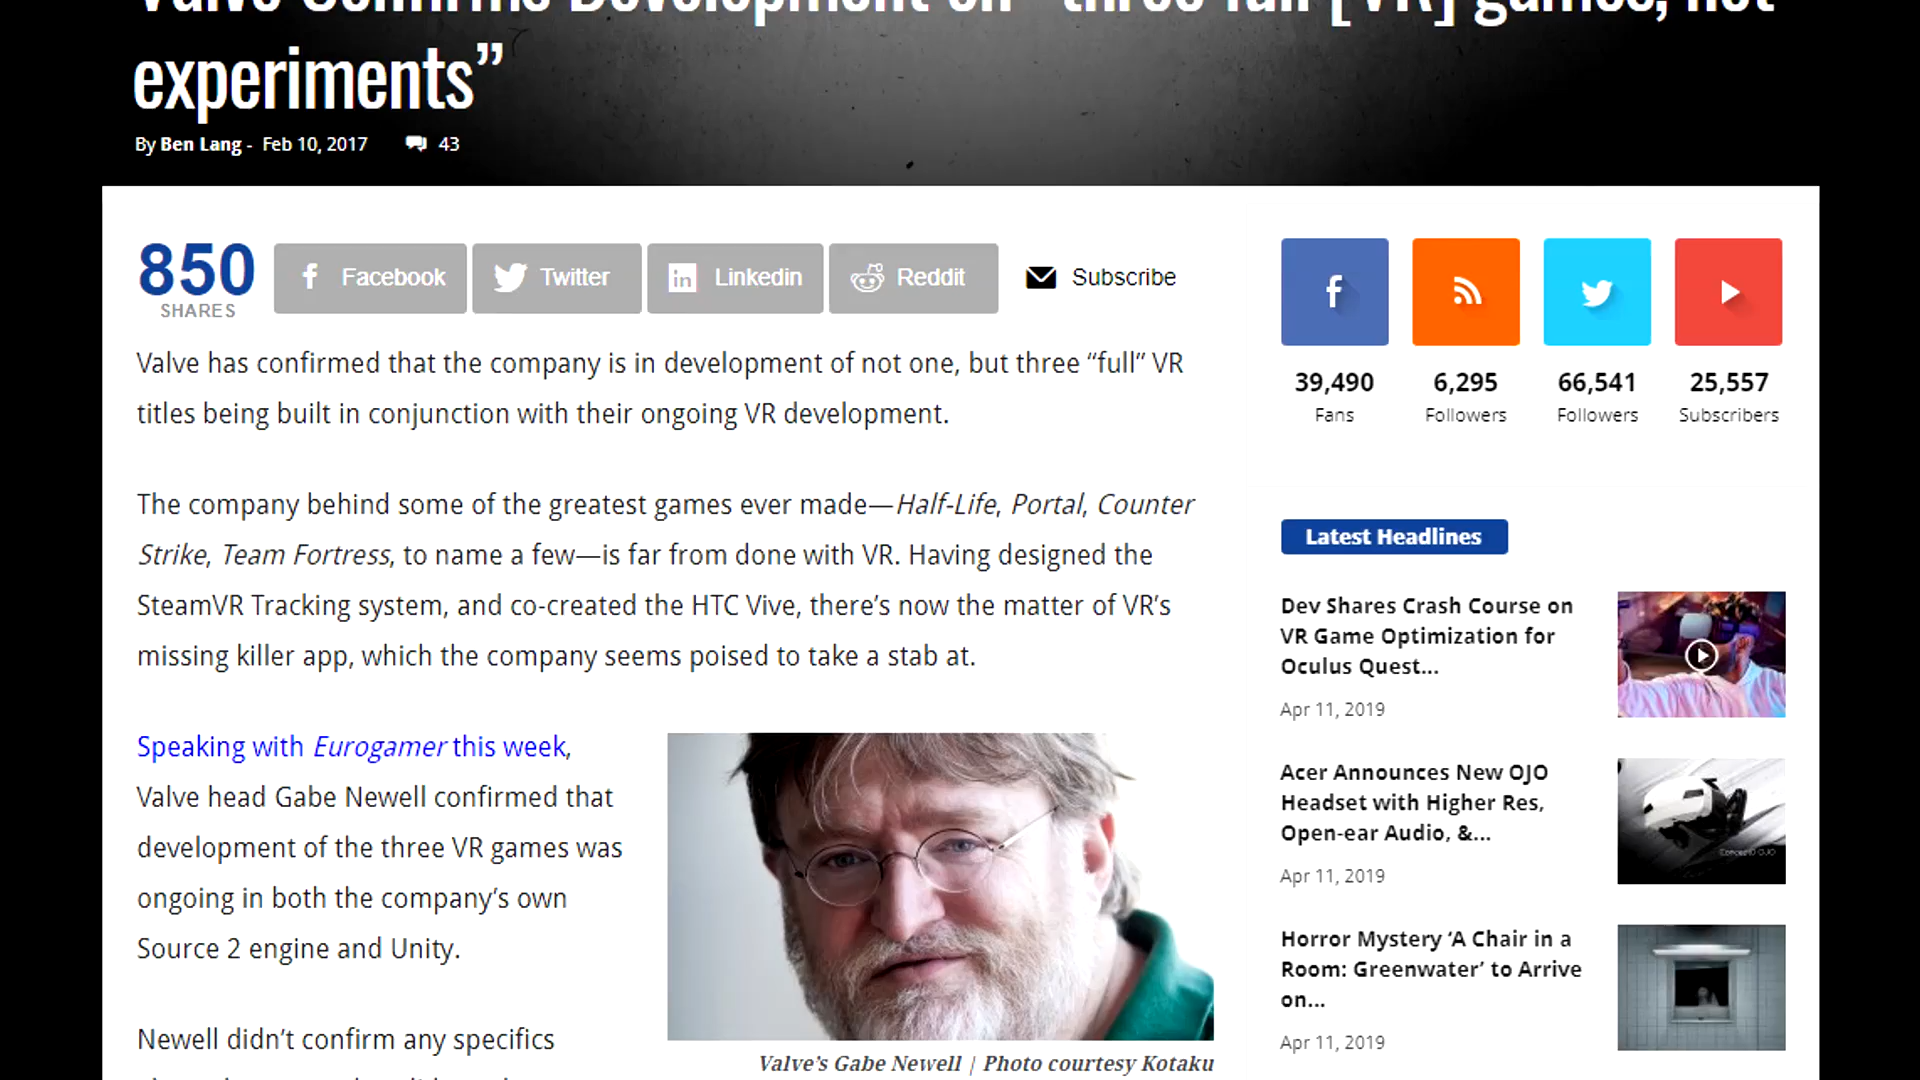 Valve Confirms Development on “three full [VR] games, not
experiments”
By Ben Lang - Feb 10, 2017 43
850
SHARES
Facebook
Twitter
Linkedin
Reddit
Subscribe
Valve has confirmed that the company is in development of not one, but three “full” VR
titles being built in conjunction with their ongoing VR development.
The company behind some of the greatest games ever made—Half-Life, Portal, Counter
Strike, Team Fortress, to name a few—is far from done with VR. Having designed the
SteamVR Tracking system, and co-created the HTC Vive, there’s now the matter of VR’s
missing killer app, which the company seems poised to take a stab at.
Speaking with Eurogamer this week,
Valve head Gabe Newell confirmed that
development of the three VR games was
ongoing in both the company’s own
Source 2 engine and Unity.
Newell didn’t confirm any specifics
Valve’s Gabe Newell | Photo courtesy Kotaku
39,490
Fans
6,295
Followers
66,541
Followers
25,557
Subscribers
Latest Headlines
Dev Shares Crash Course on
VR Game Optimization for
Oculus Quest...
Apr 11, 2019
Acer Announces New OJO
Headset with Higher Res,
Open-ear Audio, &...
Apr 11, 2019
Horror Mystery ‘A Chair in a
Room: Greenwater’ to Arrive
on...
Apr 11, 2019